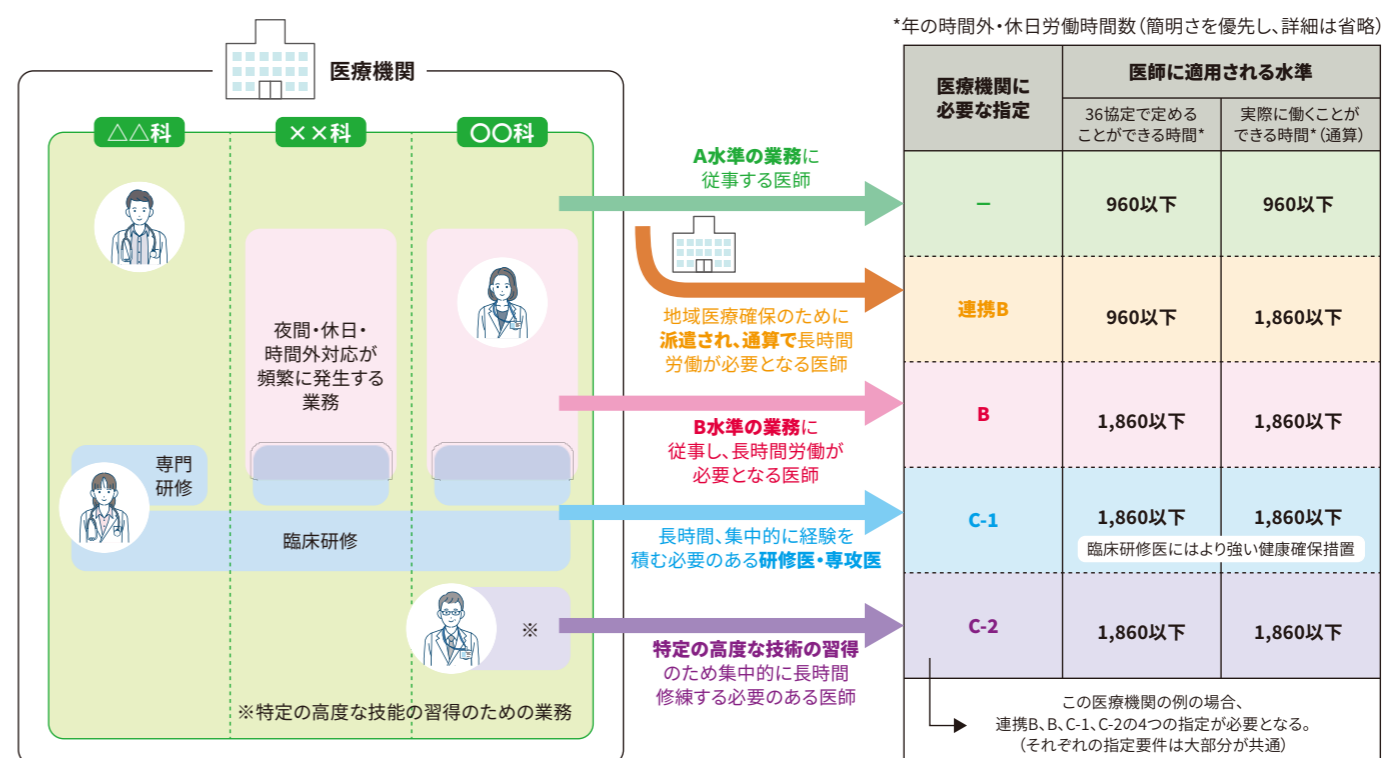 *年の時間外・休日労働時間数(簡明さを優先し、詳細は省略)
医療機関
△△科
××科
〇〇科
夜間・休日・
時間外対応が
頻繁に発生する
業務
専門
研修
臨床研修
※
※特定の高度な技能の習得のための業務
A水準の業務に
従事する医師
地域医療確保のために
派遣され、通算で長時間
労働が必要となる医師
B水準の業務に
従事し、長時間労働が
必要となる医師
長時間、集中的に経験を
積む必要のある研修医・専攻医
特定の高度な技術の習得
のため集中的に長時間
修練する必要のある医師
医療機関に
必要な指定
医師に適用される水準
36協定で定める
ことができる時間*
実際に働くことが
できる時間*(通算)
ー 960以下 960以下
連携B 960以下 1,860以下
B 1,860以下 1,860以下
C-1 1,860以下 1,860以下
臨床研修医にはより強い健康確保措置
C-2 1,860以下 1,860以下
この医療機関の例の場合、
連携B、B、C-1、C-2の4つの指定が必要となる。
(それぞれの指定要件は大部分が共通)